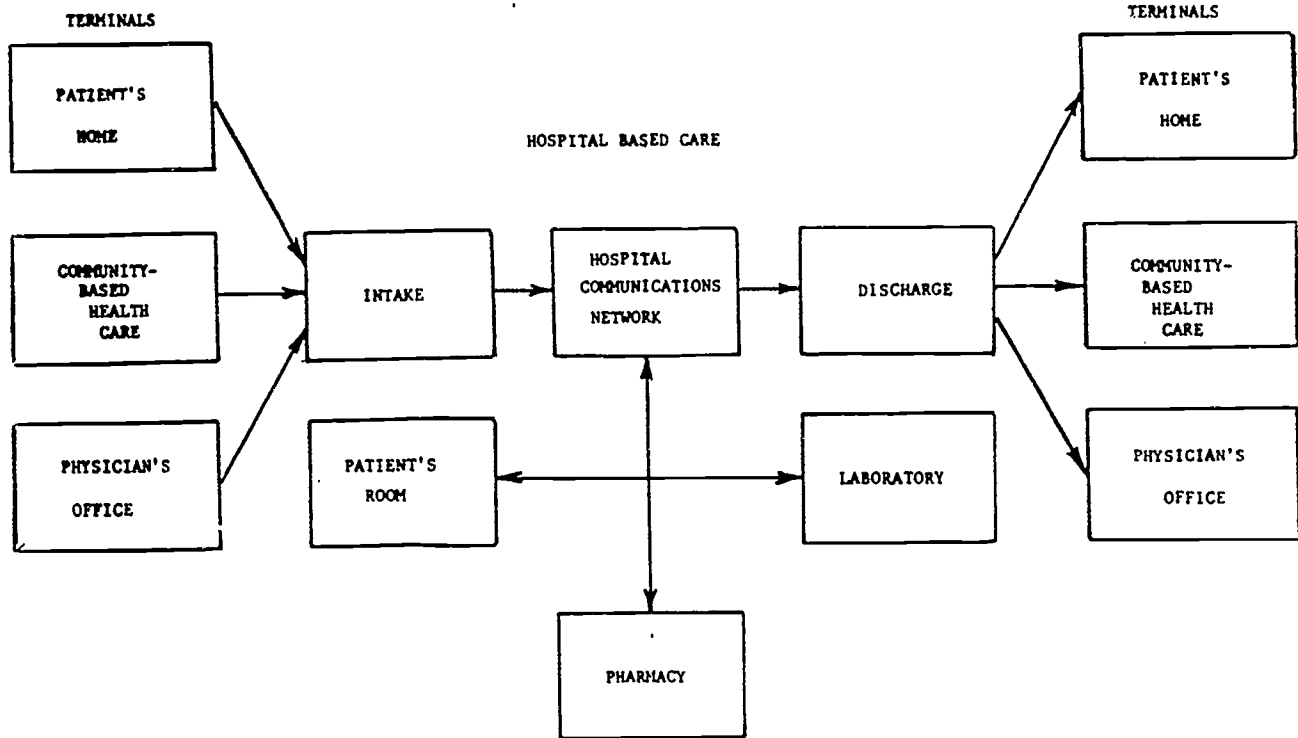 TERMINALS
TERMINALS
PATIENT'S
HOME
PATIENT'S
HOME
HOSPITAL BASED CARE
COMMUNITY-
BASED
HEALTH
CARE
INTAKE
HOSPITAL
COMMUNICATIONS
NETWORK
DISCHARGE
COMMUNITY-
BASED
HEALTH
CARE
PHYSICIAN'S
OFFICE
PATIENT'S
ROOM
LABORATORY
PHYSICIAN'S
OFFICE
PHARMACY